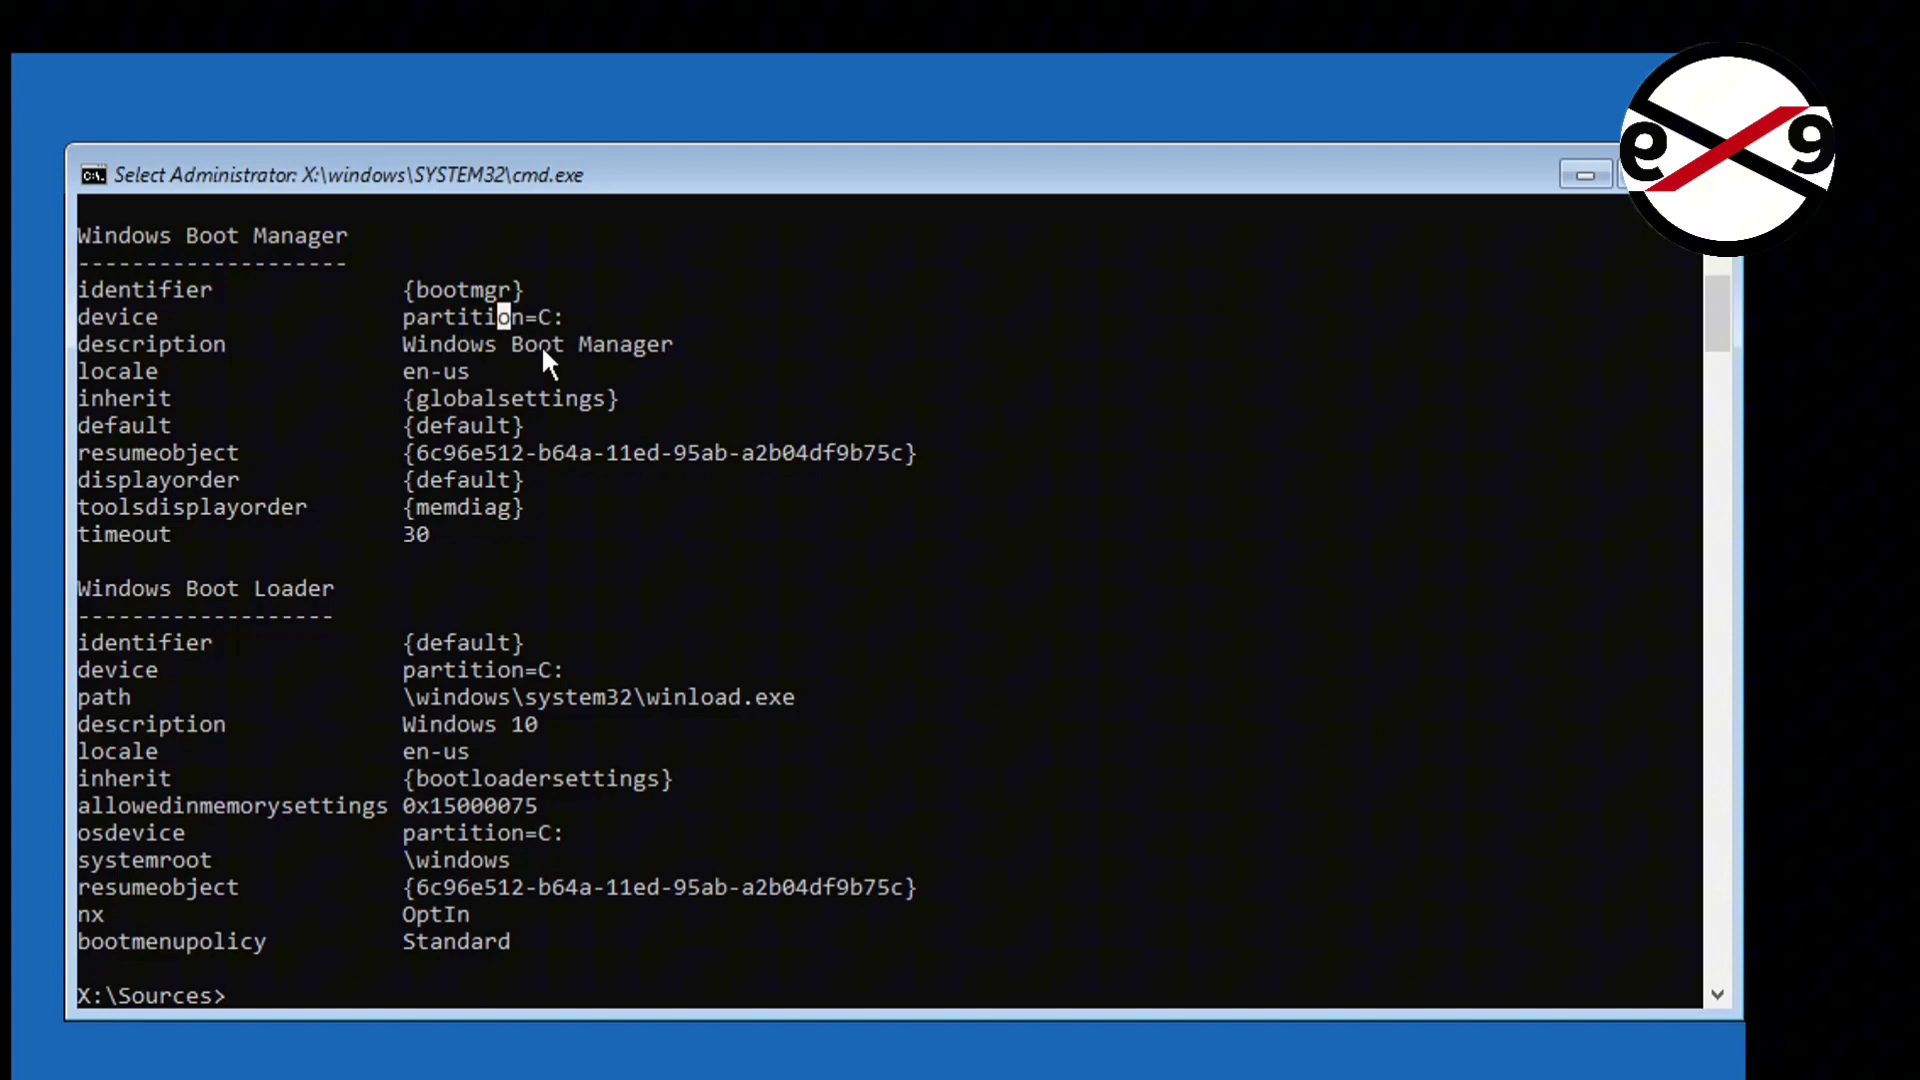 Select Administrator: X:\windows\SYSTEM32\cmd.exe
e 9
Windows Boot Manager
--------------------
identifier {bootmgr}
device partition=C:
description Windows Boot Manager
locale en-us
inherit {globalsettings}
default {default}
resumeobject {6c96e512-b64a-11ed-95ab-a2b04df9b75c}
displayorder {default}
toolsdisplayorder {memdiag}
timeout 30
Windows Boot Loader
-------------------
identifier {default}
device partition=C:
path \windows\system32\winload.exe
description Windows 10
locale en-us
inherit {bootloadersettings}
allowedinmemorysettings 0x15000075
osdevice partition=C:
systemroot \windows
resumeobject {6c96e512-b64a-11ed-95ab-a2b04df9b75c}
nx OptIn
bootmenupolicy Standard
X:\Sources>